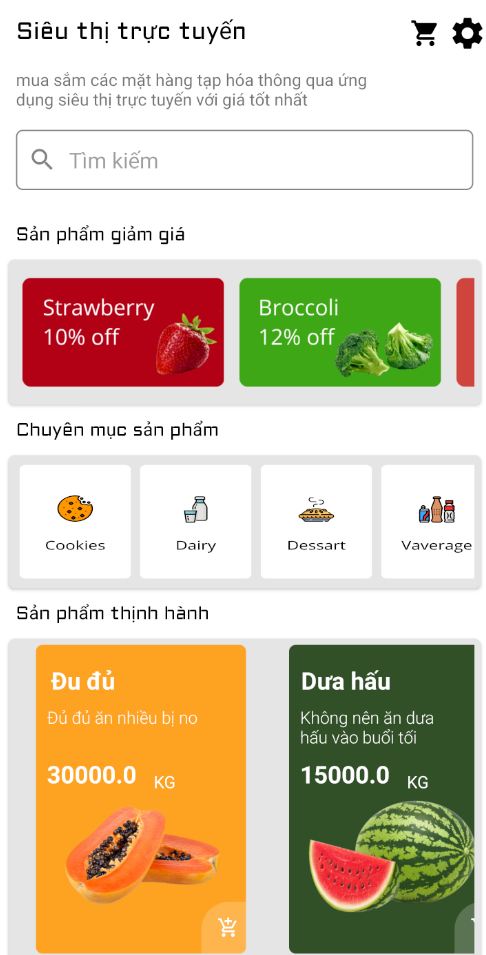 Siêu thị trực tuyến
mua sắm các mặt hàng tạp hóa thông qua ứng
dụng siêu thị trực tuyến với giá tốt nhất
Tìm kiếm
Sản phẩm giảm giá
Strawberry
10% off
Broccoli
12% off
Chuyên mục sản phẩm
Cookies
Dairy
Dessart
Vaverage
Sản phẩm thịnh hành
Đu đủ
Đủ đủ ăn nhiều bị no
30000.0 KG
Dưa hấu
Không nên ăn dưa
hấu vào buổi tối
15000.0 KG